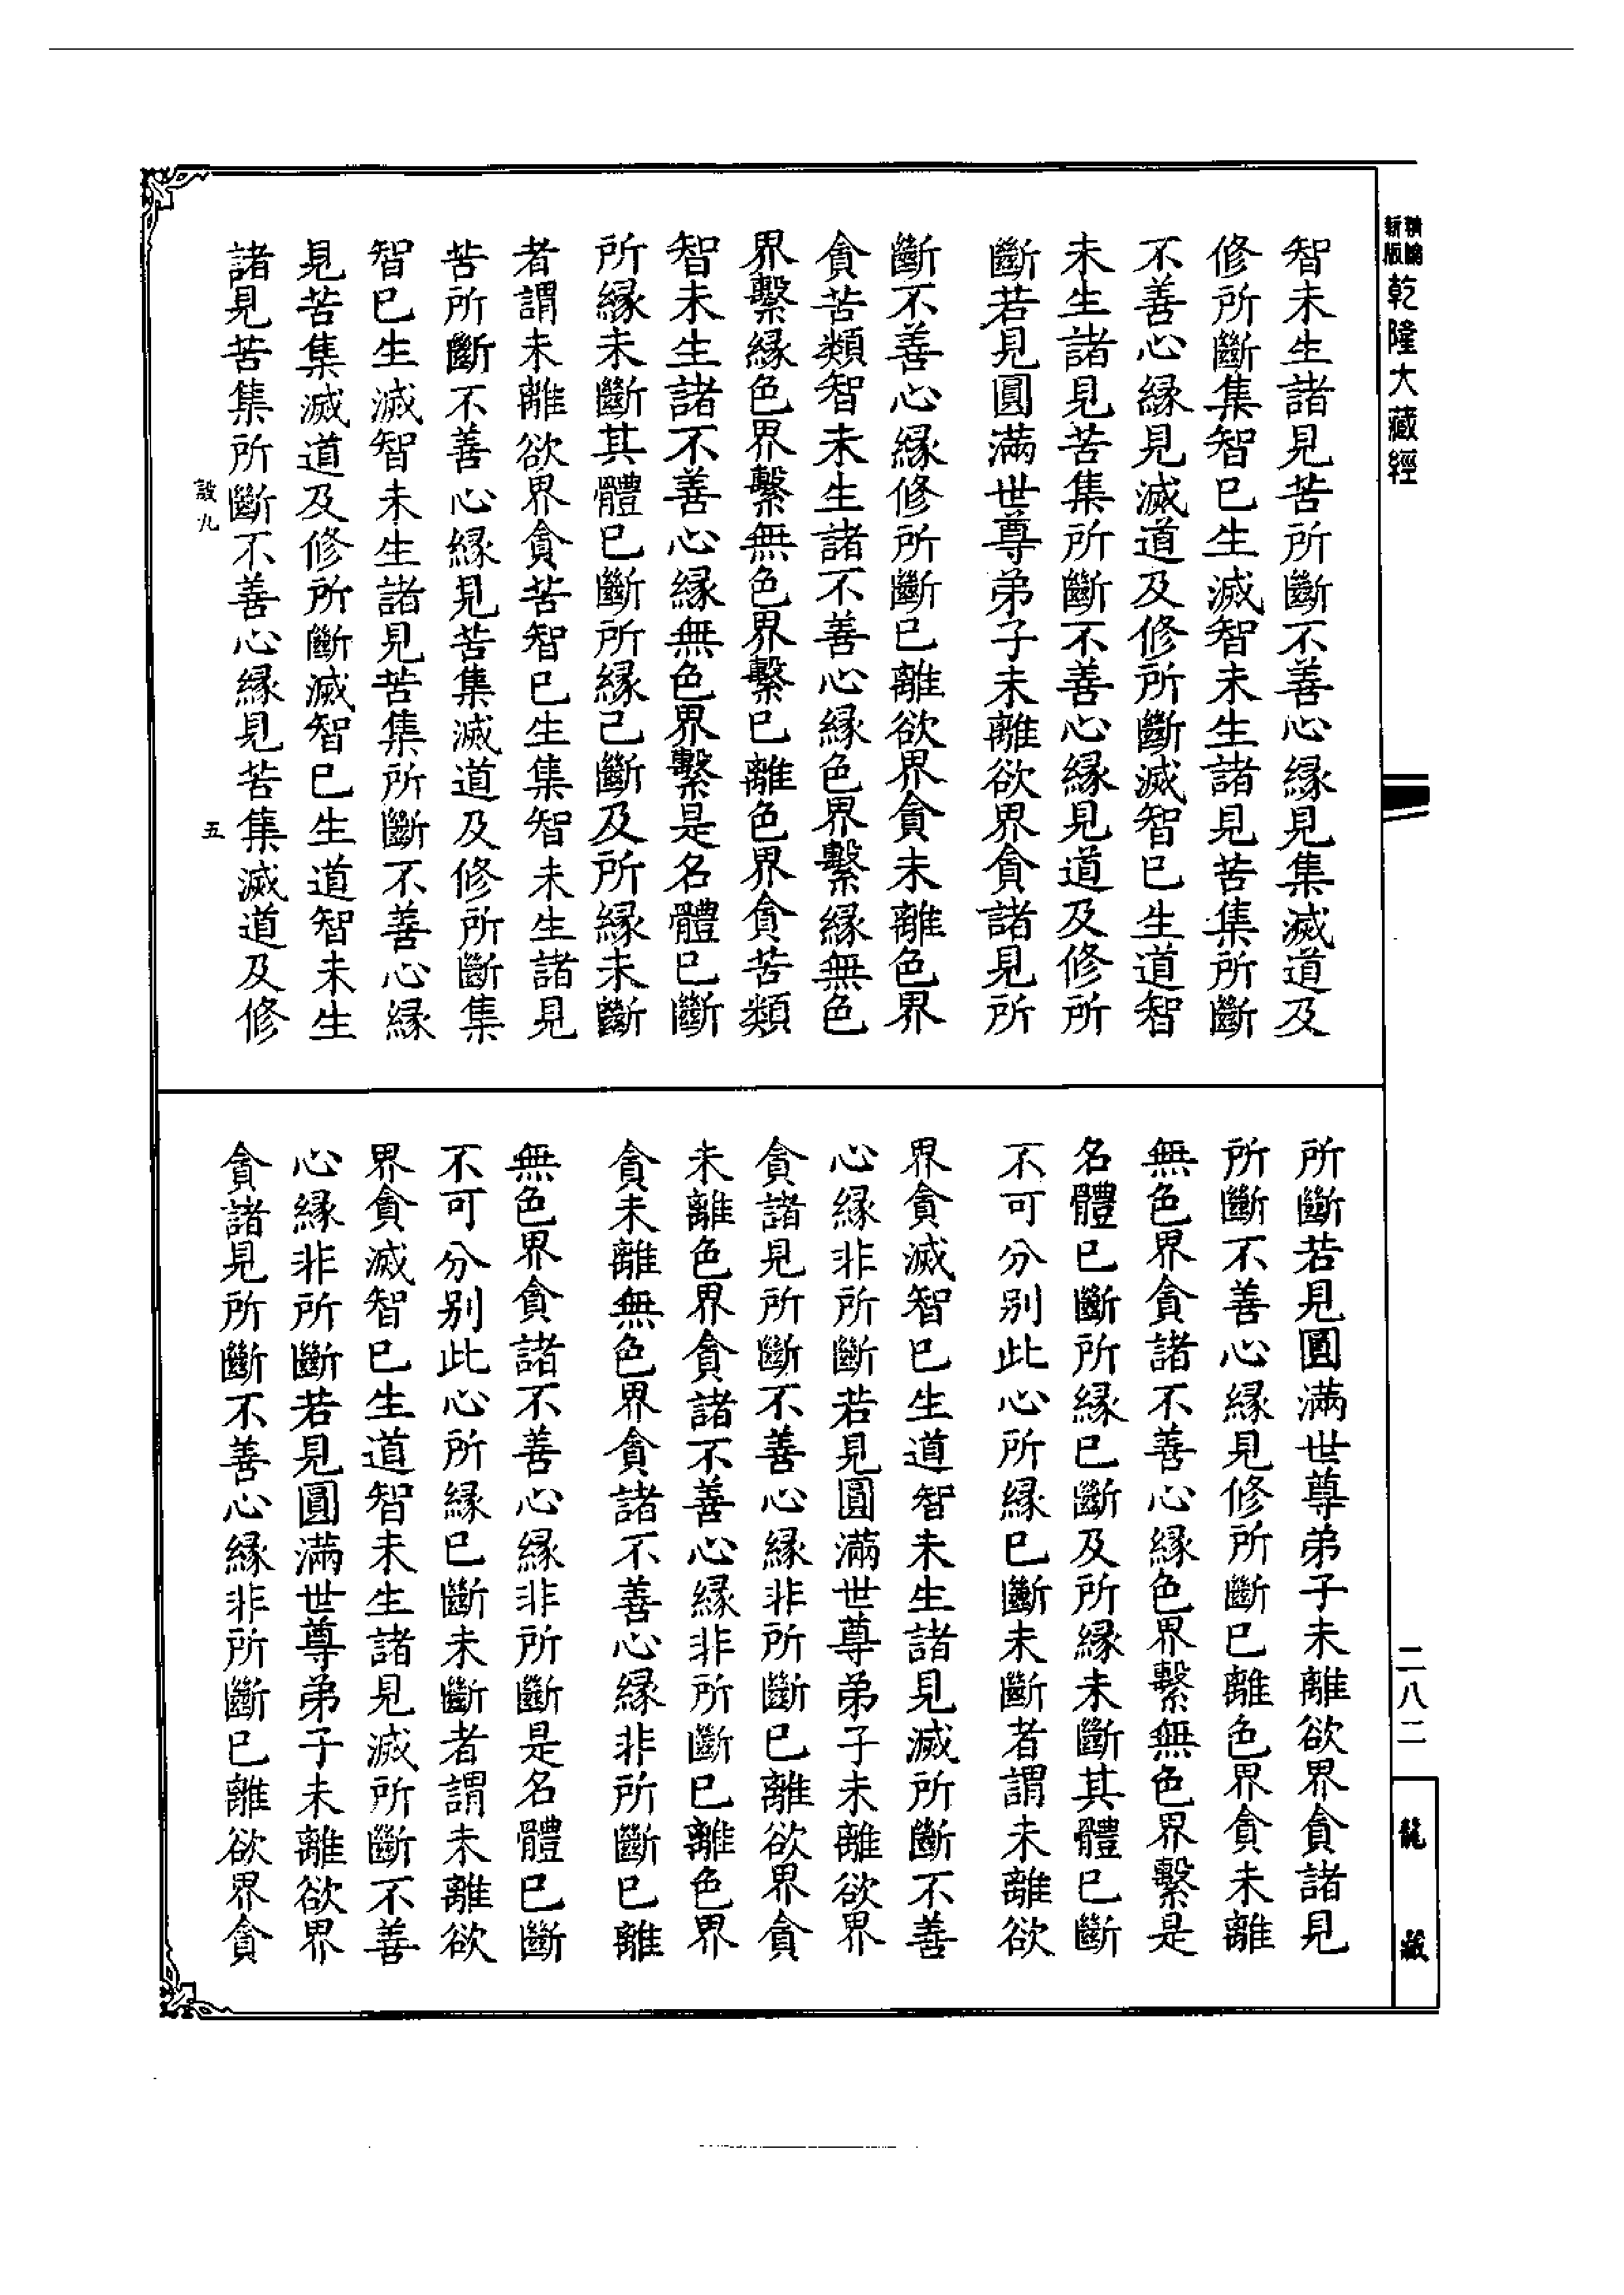 新版
精編
乾隆大藏經
智未生諸見苦所斷不善心緣見集滅道及
修所斷集智已生滅智未生諸見苦集所斷
不善心緣見滅道及修所斷滅智已生道智
未生諸見苦集所斷不善心緣見道及修所
斷若見圓滿世尊弟子未離欲界貪諸見所
斷不善心緣修所斷已離欲界貪未離色界
貪苦類智未生諸不善心緣色界繫緣無色
界繫緣色界繫無色界繫已離色界貪苦類
智未生諸不善心緣無色界繫是名體已斷
所緣未斷其體已斷所緣已斷及所緣未斷
者謂未離欲界貪苦智已生集智未生諸見
苦所斷不善心緣見苦集滅道及修所斷集
智已生滅智未生諸見苦集所斷不善心緣
見苦集滅道及修所斷滅智已生道智未生
諸見苦集所斷不善心緣見苦集滅道及修
設九
五
所斷若見圓滿世尊弟子未離欲界貪諸見
所斷不善心緣見修所斷已離色界貪未離
無色界貪諸不善心緣色界繫無色界繫是
名體已斷所緣已斷及所緣未斷其體已斷
不可分別此心所緣已斷未斷者謂未離欲
界貪滅智已生道智未生諸見滅所斷不善
心緣非所斷若見圓滿世尊弟子未離欲界
貪諸見所斷不善心緣非所斷已離欲界貪
未離色界貪諸不善心緣非所斷已離色界
貪未離無色界貪諸不善心緣非所斷已離
無色界貪諸不善心緣非所斷是名體已斷
不可分別此心所緣已斷未斷者謂未離欲
界貪滅智已生道智未生諸見滅所斷不善
心緣非所斷若見圓滿世尊弟子未離欲界
貪諸見所斷不善心緣非所斷已離欲界貪
二八二
龍藏